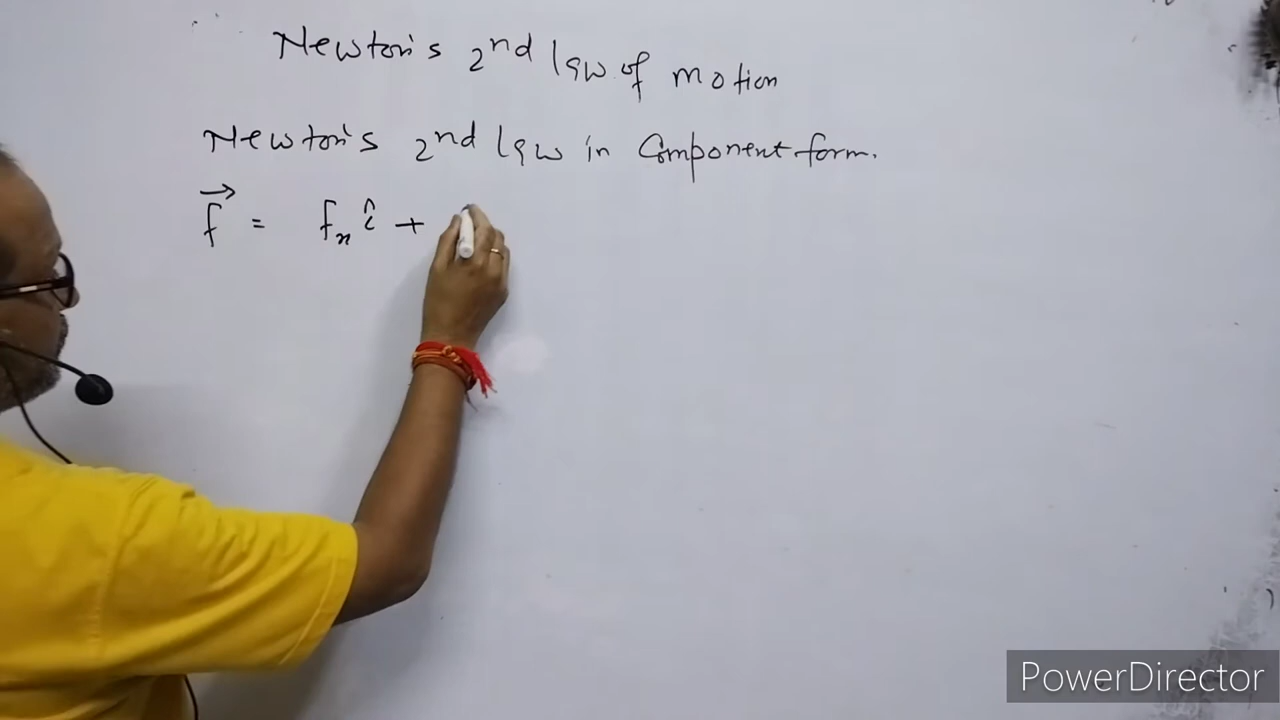 Newton's 2nd law of motion
Newton's 2nd law in Component form.
→f = fₓ î +
PowerDirector